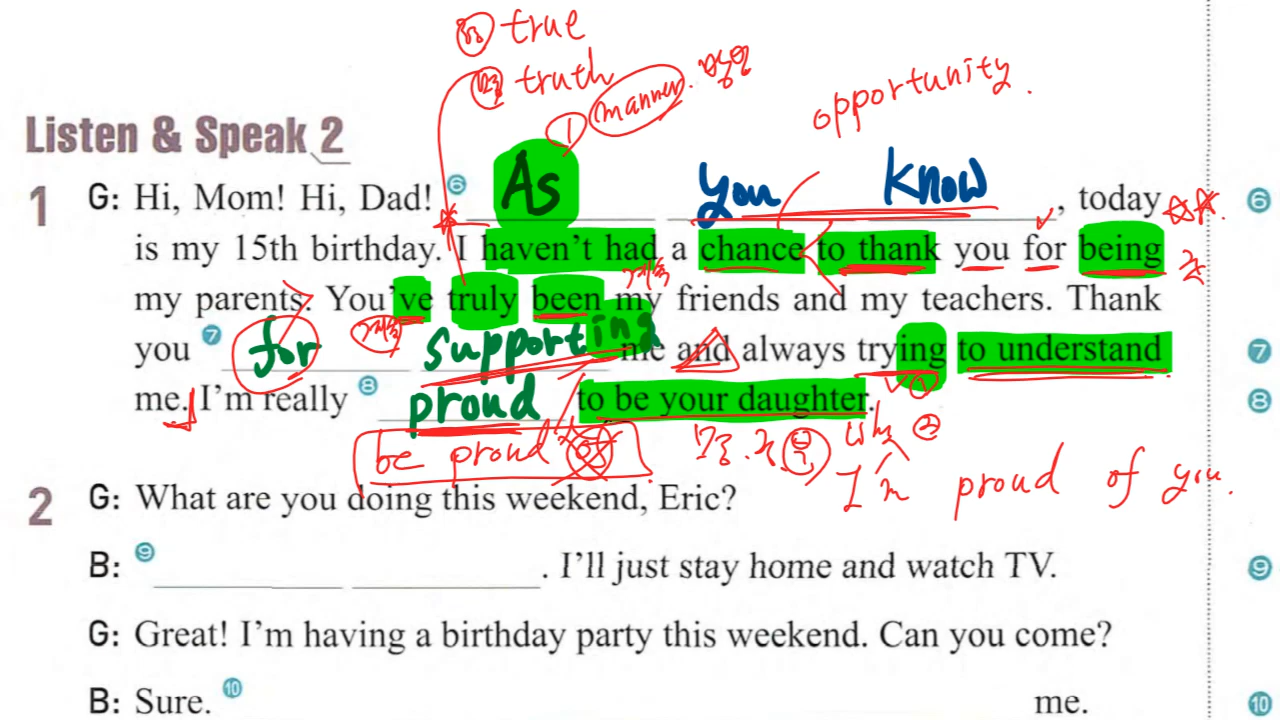 true
truth
manner.
opportunity.
Listen & Speak 2
①
1 G: Hi, Mom! Hi, Dad! ⑥ As you know, today ⑥
is my 15th birthday. I haven't had a chance to thank you for being
my parents. You've truly been my friends and my teachers. Thank
you ⑦ for supporting me and always trying to understand ⑦
me. I'm really ⑧ proud to be your daughter. ⑧
be proud of
I'm proud of you.
2 G: What are you doing this weekend, Eric?
B: ⑨ ____ ____. I'll just stay home and watch TV. ⑨
G: Great! I'm having a birthday party this weekend. Can you come?
B: Sure. ⑩ me. ⑩